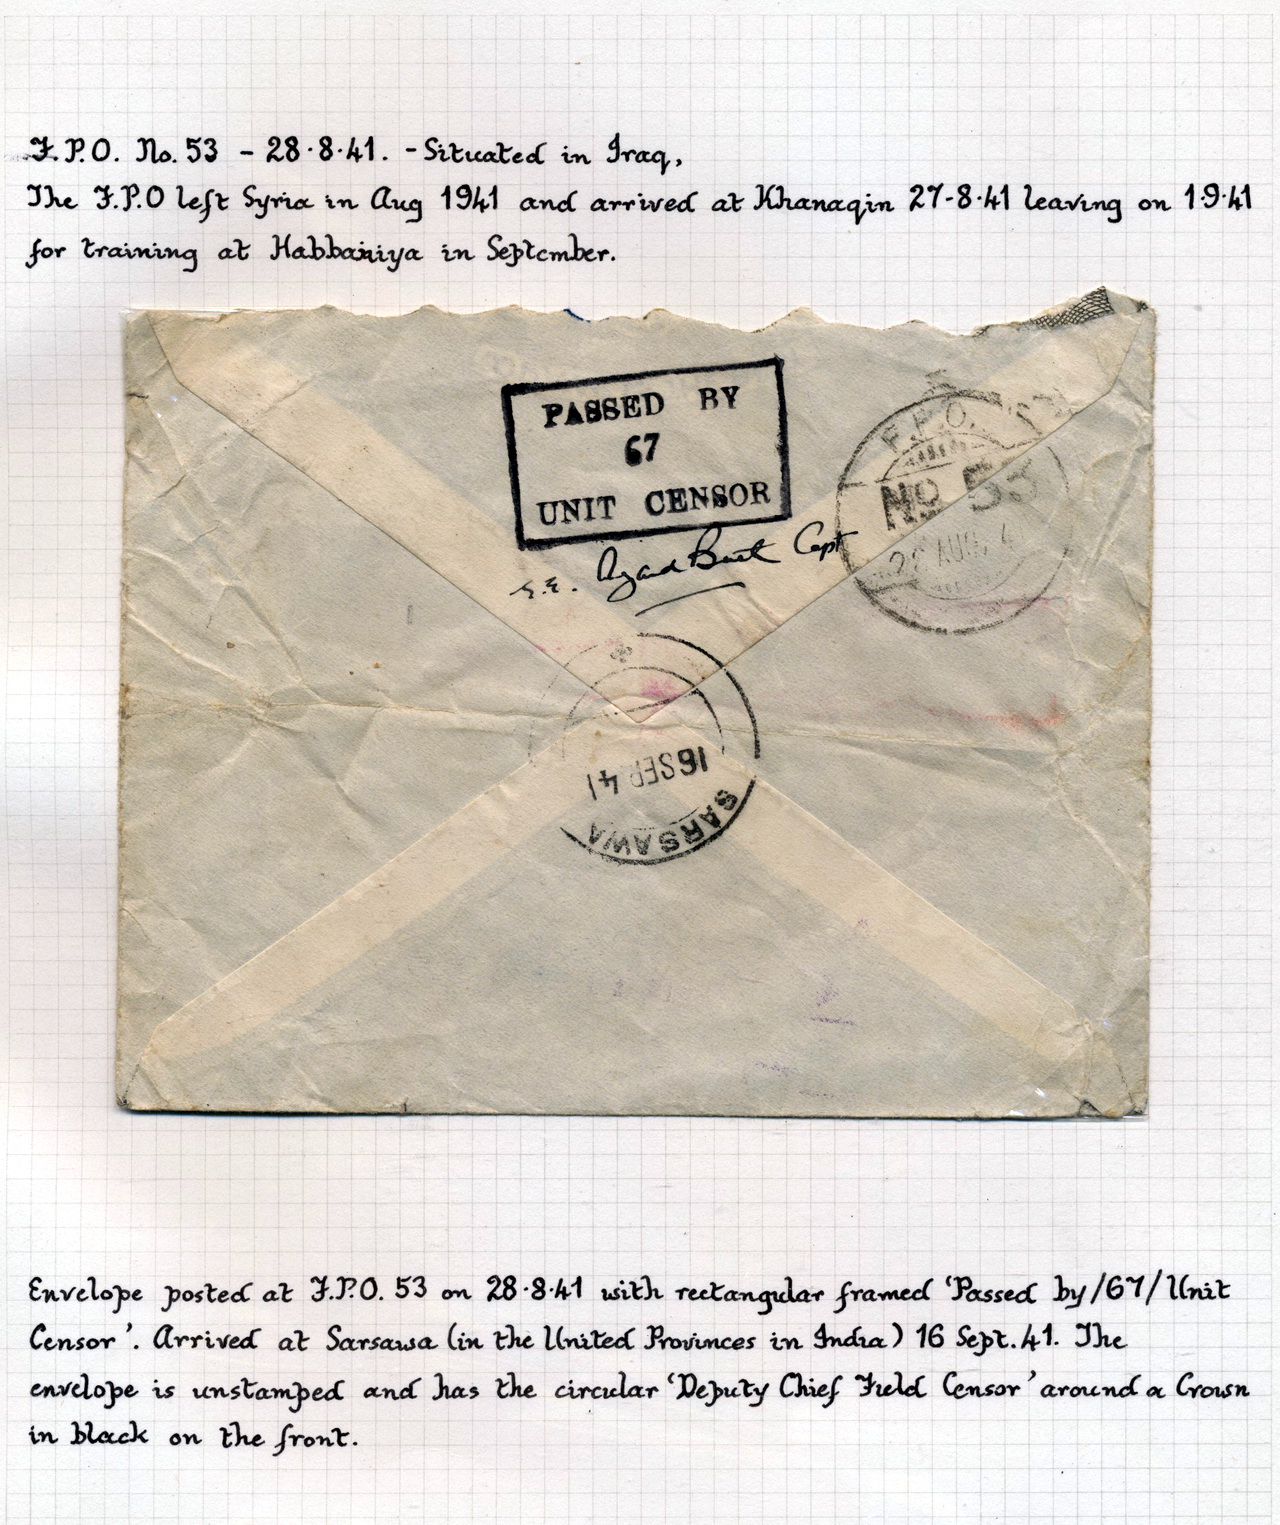 F.P.O. No. 53 - 28·8·41. - Situated in Iraq,
The F.P.O left Syria in Aug 1941 and arrived at Khanaqin 27-8·41 leaving on 1·9·41
for training at Habbaniya in September.
PASSED BY
67
UNIT CENSOR
Capt
F.P.O.
No 53
AUG. 4
16 SEP 41
SARSAWA
Envelope posted at F.P.O. 53 on 28·8·41 with rectangular framed 'Passed by/67/Unit
Censor'. Arrived at Sarsawa (in the United Provinces in India) 16 Sept. 41. The
envelope is unstamped and has the circular 'Deputy Chief Field Censor' around a Crown
in black on the front.